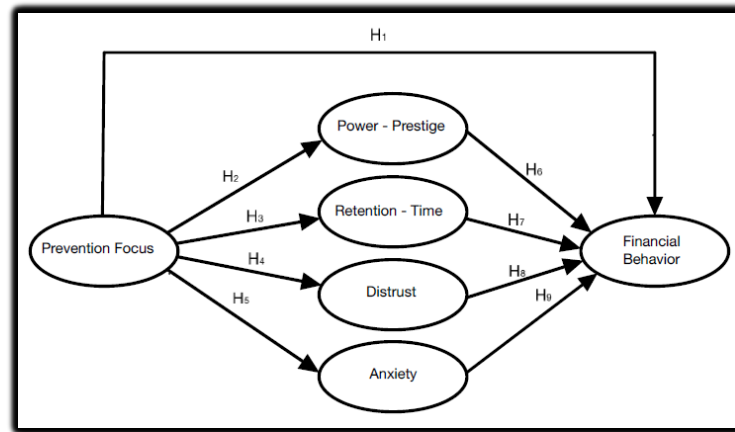 H₁
Power - Prestige
H₂
H₆
Retention - Time
H₃
H₇
Prevention Focus
Financial
Behavior
H₄
H₈
Distrust
H₅
H₉
Anxiety